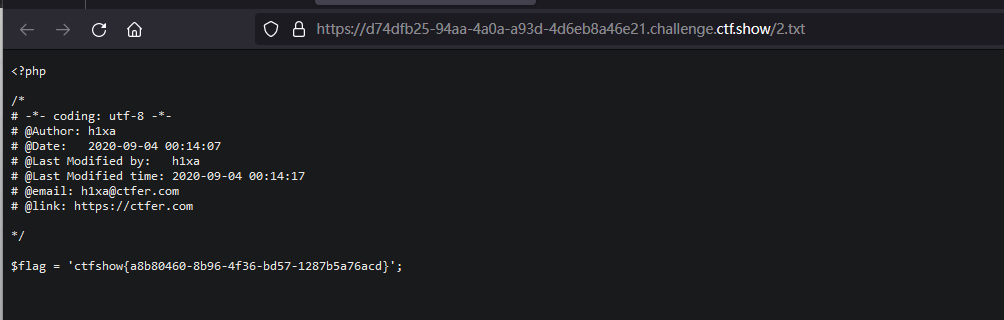 https://d74dfb25-94aa-4a0a-a93d-4d6eb8a46e21.challenge.ctf.show/2.txt
<?php
/*
# -*- coding: utf-8 -*-
# @Author: h1xa
# @Date:   2020-09-04 00:14:07
# @Last Modified by:   h1xa
# @Last Modified time: 2020-09-04 00:14:17
# @email: h1xa@ctfer.com
# @link: https://ctfer.com
*/
$flag = 'ctfshow{a8b80460-8b96-4f36-bd57-1287b5a76acd}';